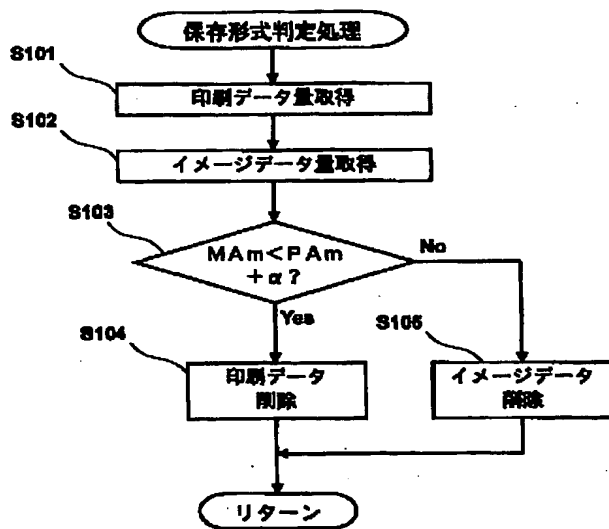 保存形式判定処理
S101
印刷データ量取得
S102
イメージデータ量取得
S103
MAm<PAm
+α?
No
Yes
S104
S105
印刷データ
削除
イメージデータ
削除
リターン